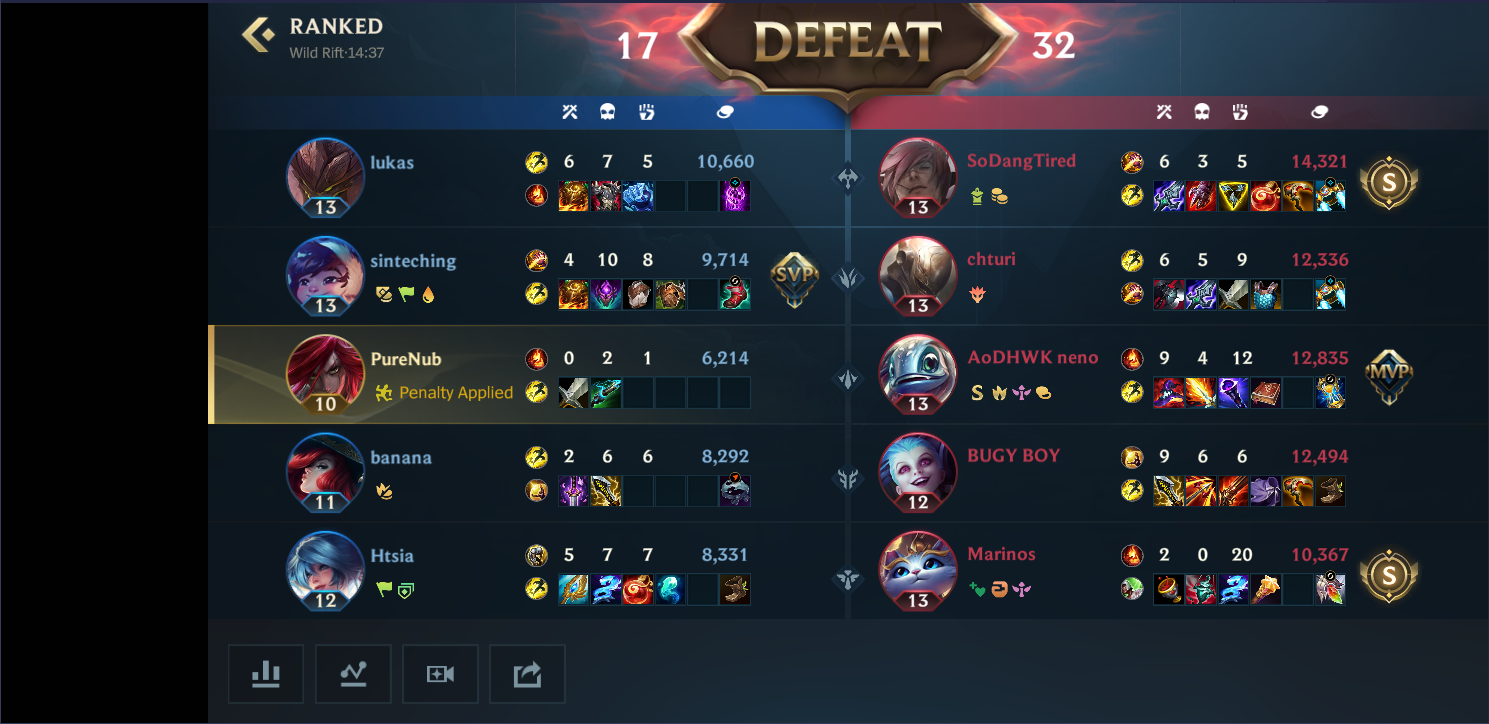 RANKED
Wild Rift·14:37
17
DEFEAT
32
lukas
13
6 7 5 10,660
SoDangTired
13
6 3 5 14,321
S
sinteching
13
4 10 8 9,714
SVP
chturi
13
6 5 9 12,336
PureNub
Penalty Applied
10
0 2 1 6,214
AoDHWK neno
13
S
9 4 12 12,835
MVP
banana
11
2 6 6 8,292
BUGY BOY
12
9 6 6 12,494
Htsia
12
5 7 7 8,331
Marinos
13
2 0 20 10,367
S